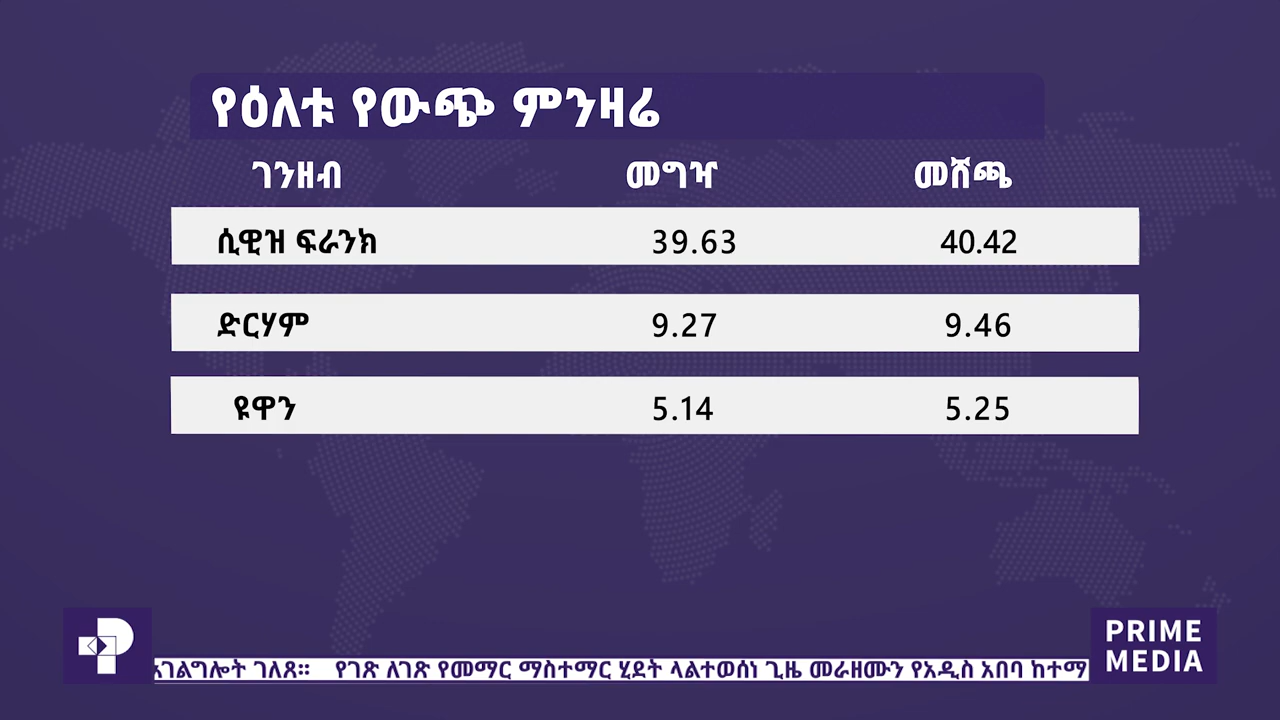 የዕለቱ የውጭ ምንዛሬ
ገንዘብ መግዣ መሸጫ
ሲዊዝ ፍራንክ 39.63 40.42
ድርሃም 9.27 9.46
ዩዋን 5.14 5.25
PRIME
MEDIA
አገልግሎት ገለጸ። የገጽ ለገጽ የመማር ማስተማር ሂደት ላልተወሰነ ጊዜ መራዘሙን የአዲስ አበባ ከተማ